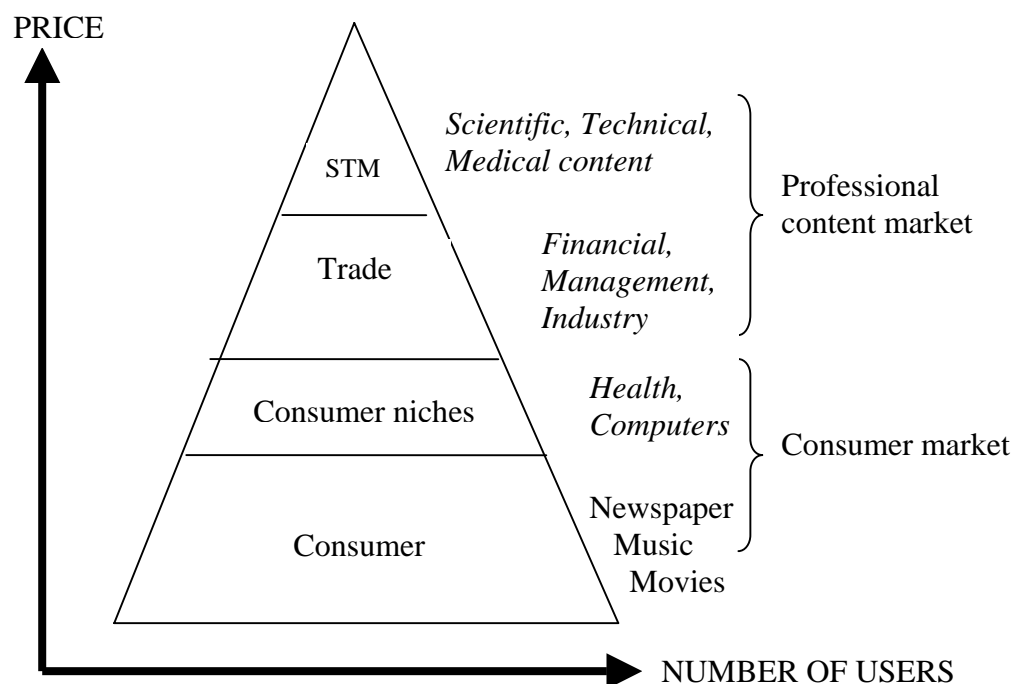 PRICE
Scientific, Technical,
Medical content
STM
Professional
content market
Financial,
Management,
Industry
Trade
Health,
Computers
Consumer niches
Consumer market
Newspaper
Music
Movies
Consumer
NUMBER OF USERS